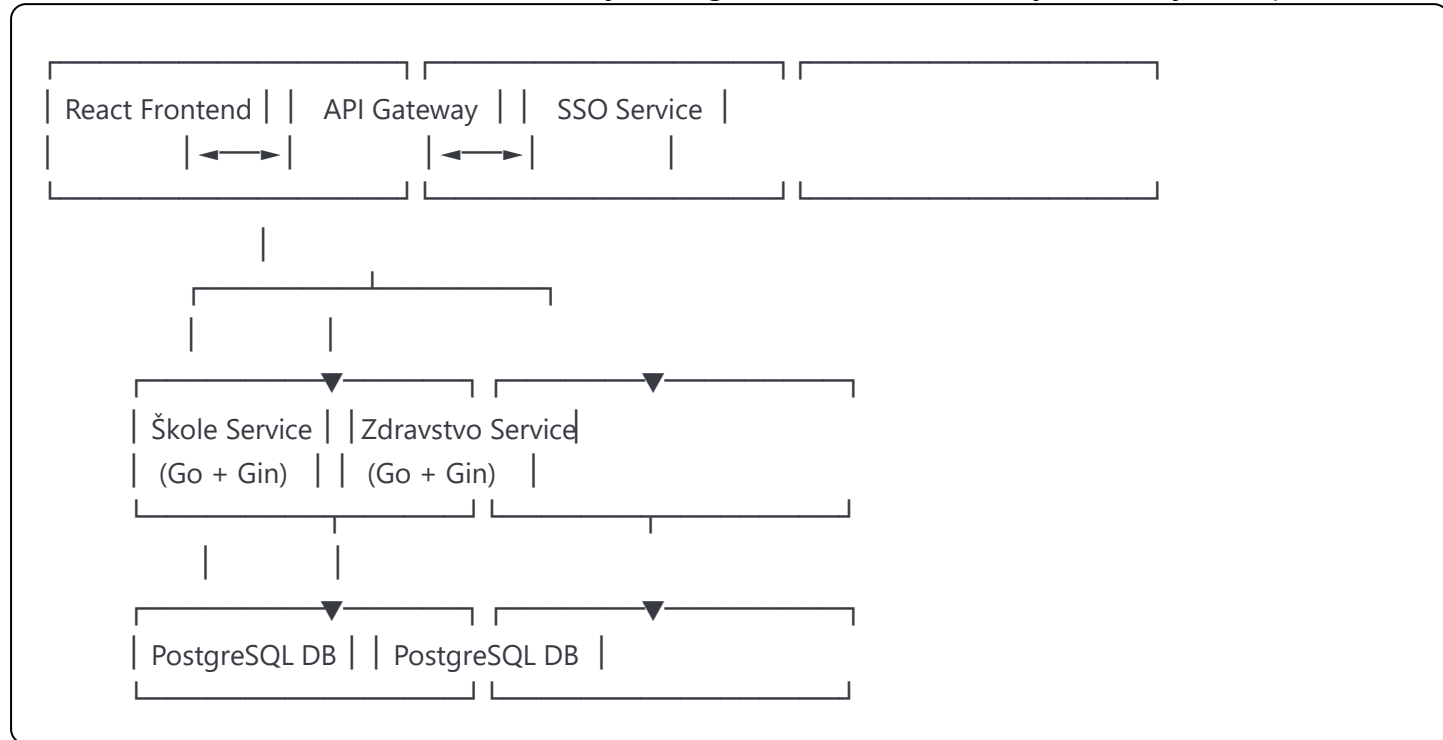 React Frontend API Gateway SSO Service
Škole Service Zdravstvo Service
(Go + Gin) (Go + Gin)
PostgreSQL DB PostgreSQL DB